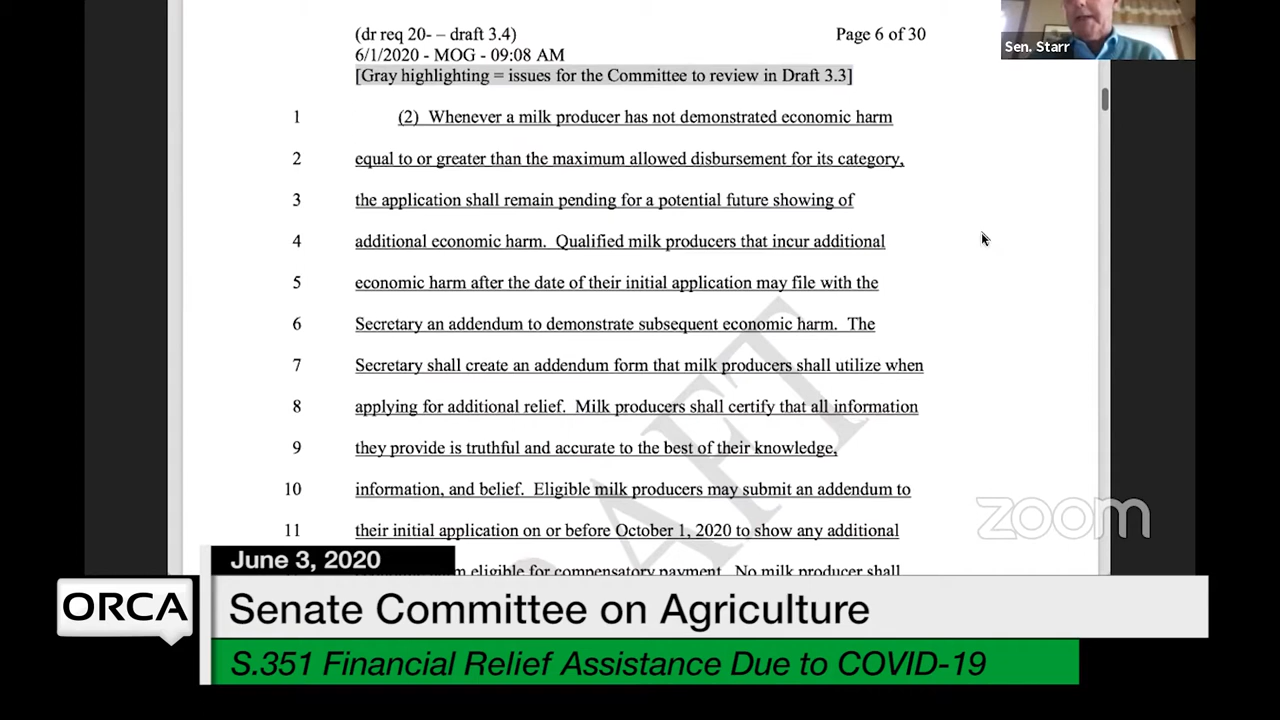 (dr req 20- – draft 3.4) Page 6 of 30
6/1/2020 - MOG - 09:08 AM
[Gray highlighting = issues for the Committee to review in Draft 3.3]
Sen. Starr
1 (2) Whenever a milk producer has not demonstrated economic harm
2 equal to or greater than the maximum allowed disbursement for its category,
3 the application shall remain pending for a potential future showing of
4 additional economic harm. Qualified milk producers that incur additional
5 economic harm after the date of their initial application may file with the
6 Secretary an addendum to demonstrate subsequent economic harm. The
7 Secretary shall create an addendum form that milk producers shall utilize when
8 applying for additional relief. Milk producers shall certify that all information
9 they provide is truthful and accurate to the best of their knowledge,
10 information, and belief. Eligible milk producers may submit an addendum to
11 their initial application on or before October 1, 2020 to show any additional
eligible for compensatory payment. No milk producer shall
DRAFT
zoom
June 3, 2020
ORCA
Senate Committee on Agriculture
S.351 Financial Relief Assistance Due to COVID-19